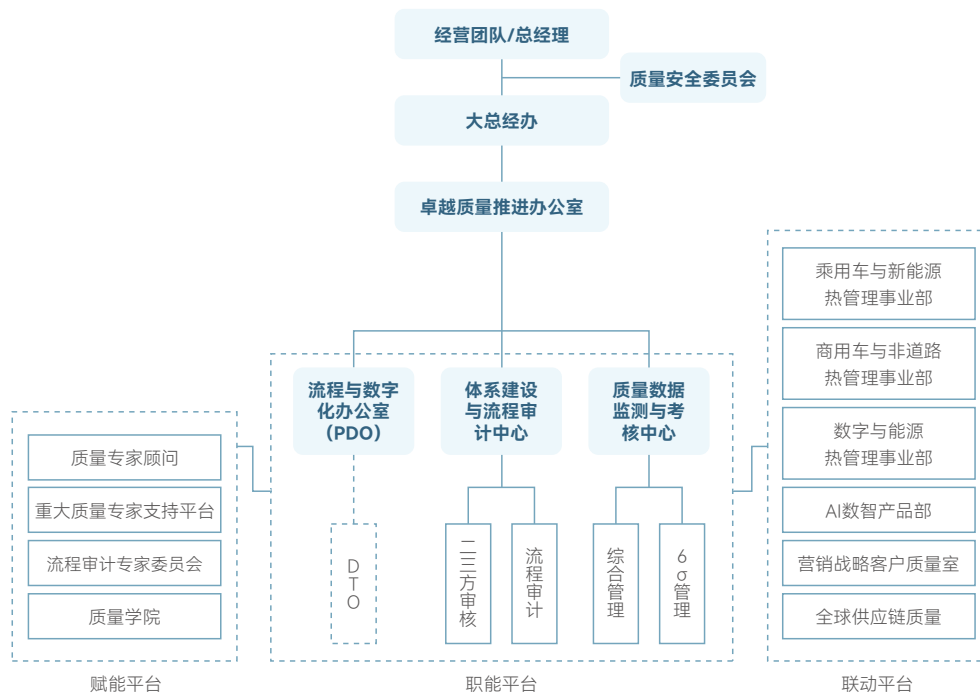 经营团队/总经理
质量安全委员会
大总经办
卓越质量推进办公室
流程与数字
化办公室
（PDO）
体系建设
与流程审
计中心
质量数据
监测与考
核中心
DTO
二三方审核
流程审计
综合管理
6σ管理
质量专家顾问
重大质量专家支持平台
流程审计专家委员会
质量学院
乘用车与新能源
热管理事业部
商用车与非道路
热管理事业部
数字与能源
热管理事业部
AI数智产品部
营销战略客户质量室
全球供应链质量
赋能平台
职能平台
联动平台